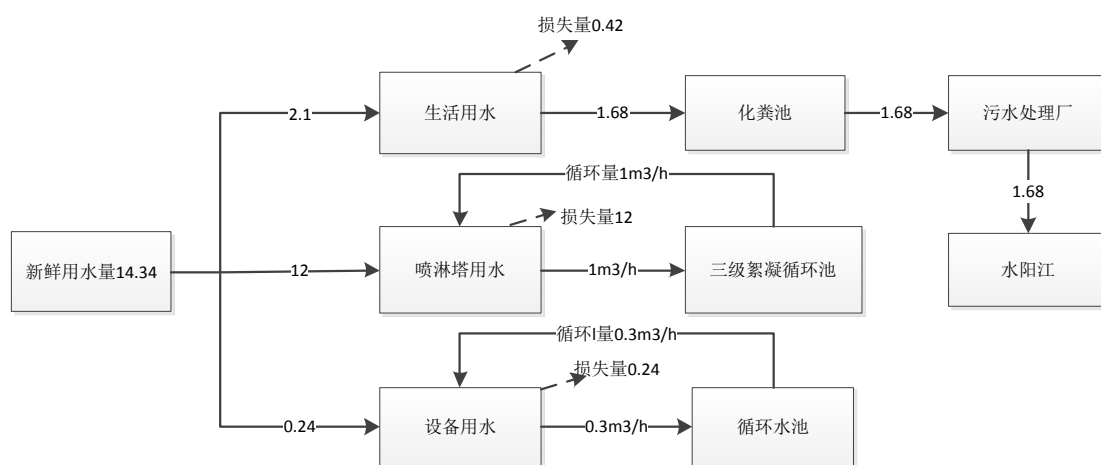 损失量0.42
2.1
生活用水
1.68
化粪池
1.68
污水处理厂
循环量1m3/h
1.68
损失量12
新鲜用水量14.34
12
喷淋塔用水
1m3/h
三级絮凝循环池
水阳江
循环l量0.3m3/h
损失量0.24
0.24
设备用水
0.3m3/h
循环水池